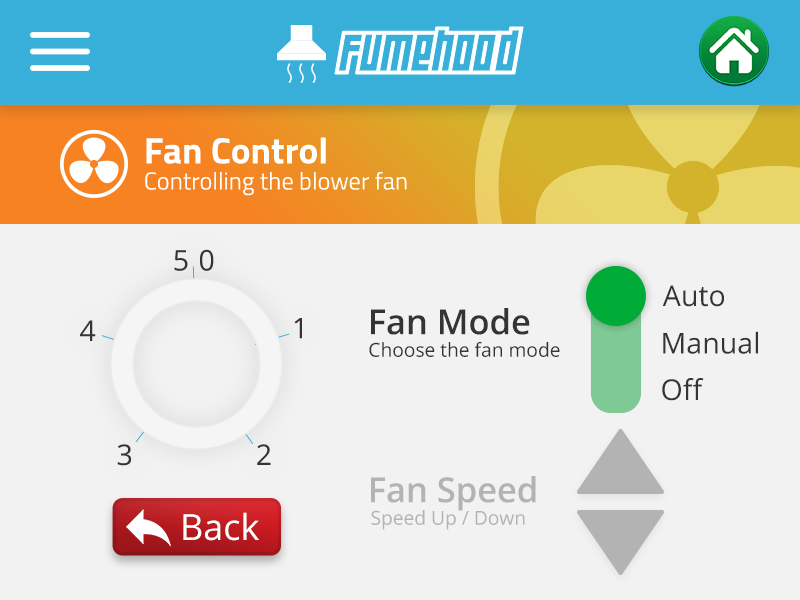 Fumehood
Fan Control
Controlling the blower fan
5 0
4
1
3
2
Back
Fan Mode
Choose the fan mode
Auto
Manual
Off
Fan Speed
Speed Up / Down